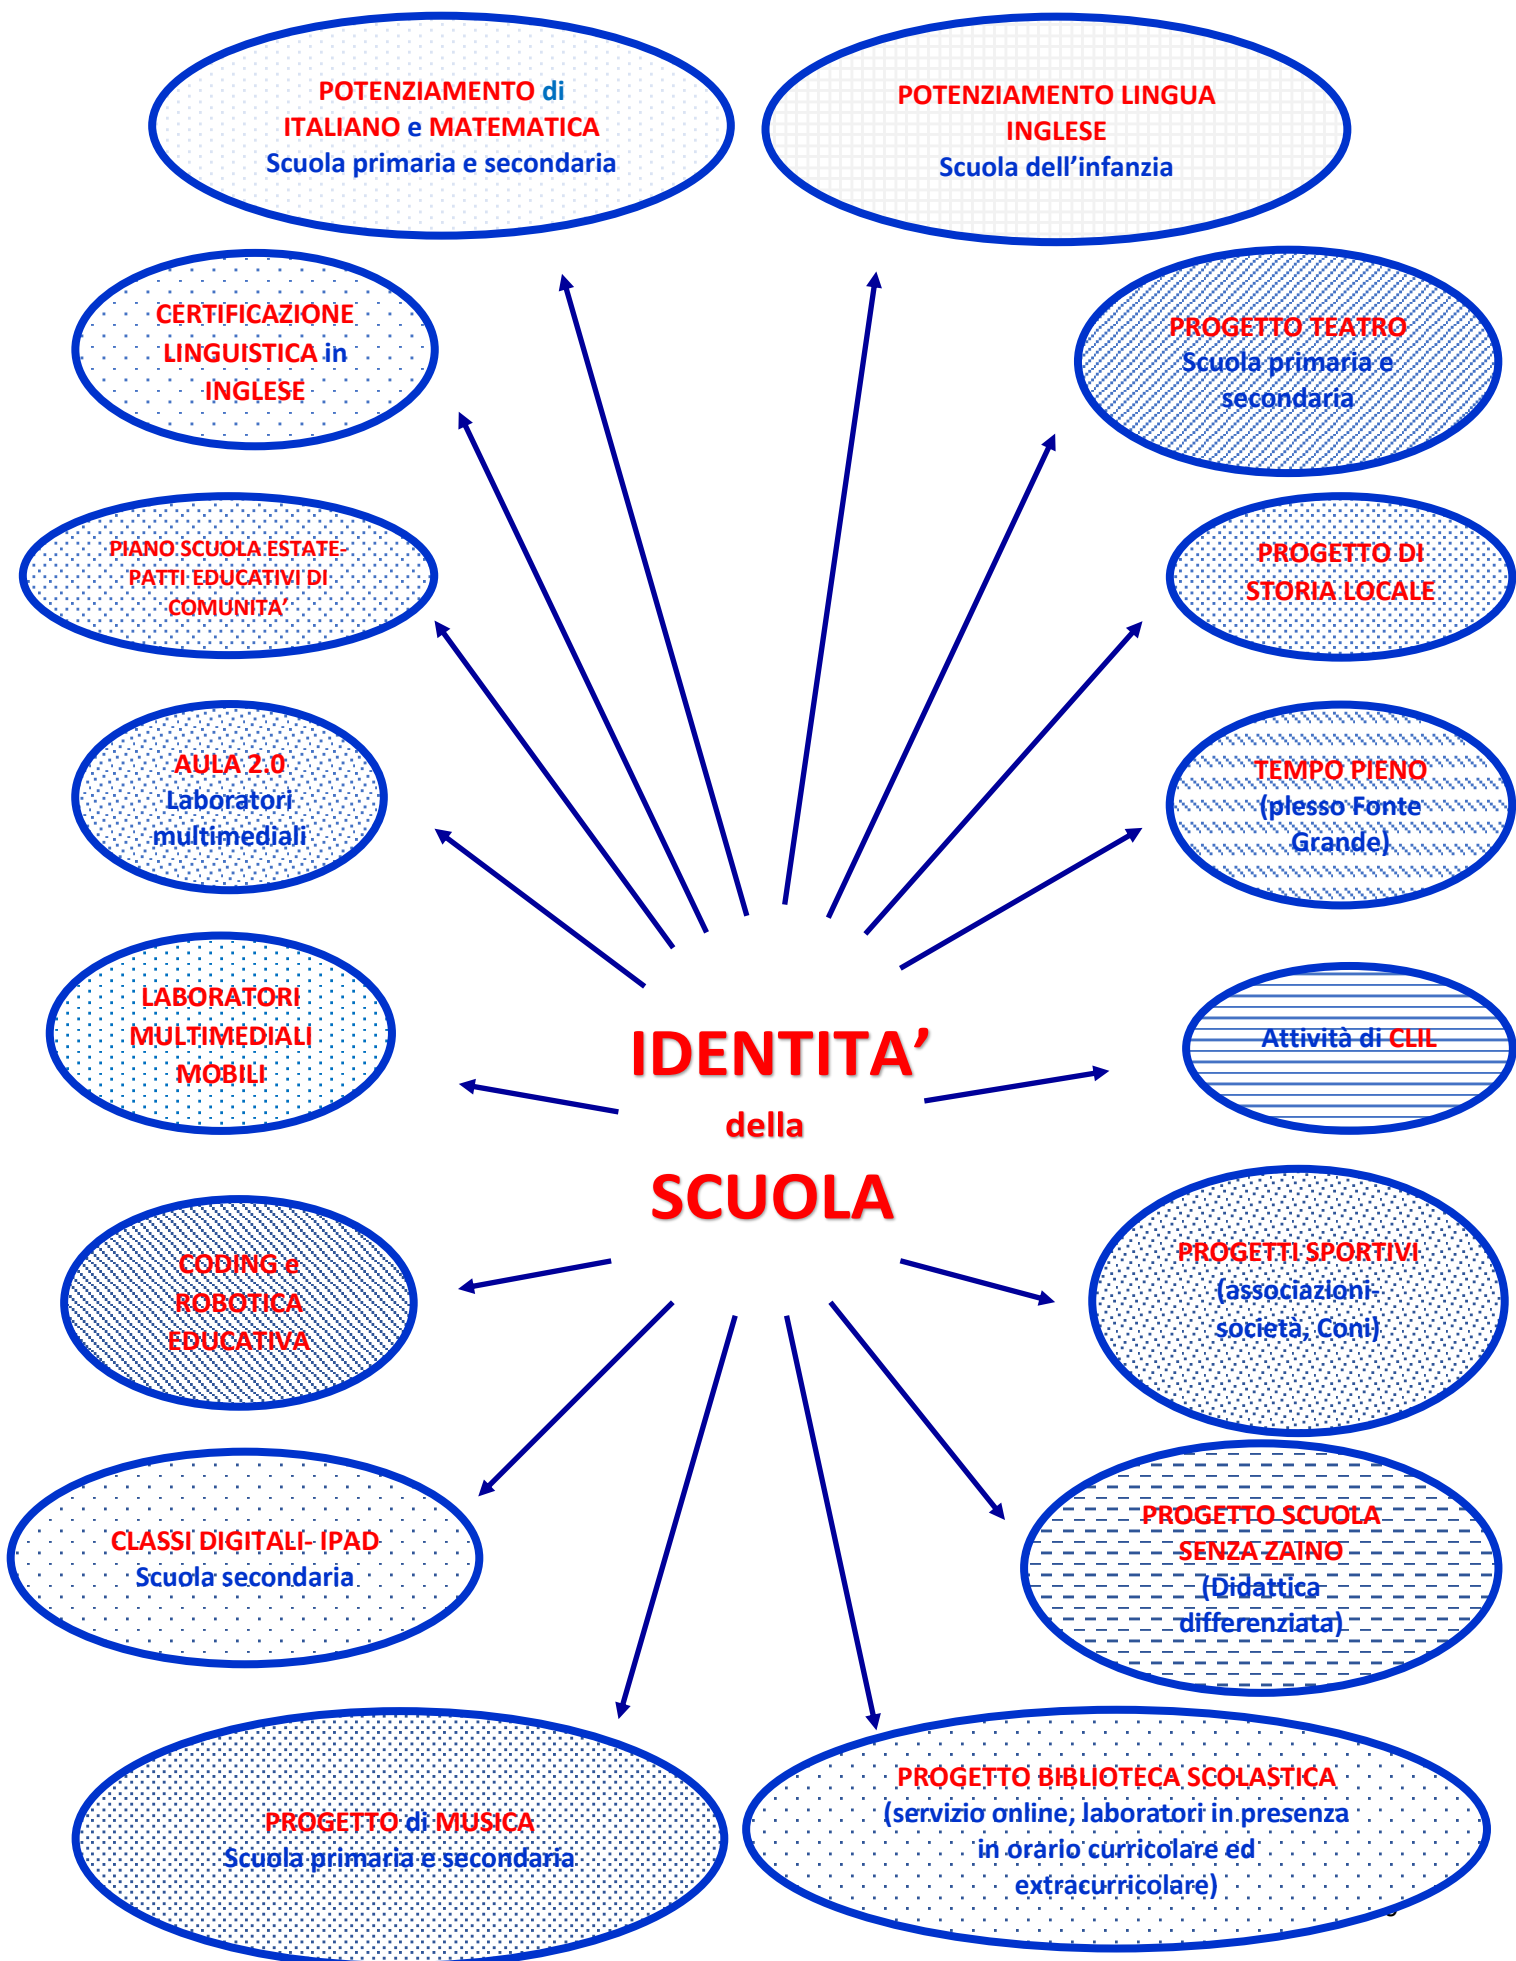 POTENZIAMENTO di
ITALIANO e MATEMATICA
Scuola primaria e secondaria
POTENZIAMENTO LINGUA
INGLESE
Scuola dell’infanzia
CERTIFICAZIONE
LINGUISTICA in
INGLESE
PROGETTO TEATRO
Scuola primaria e
secondaria
PIANO SCUOLA ESTATE-
PATTI EDUCATIVI DI
COMUNITA’
PROGETTO DI
STORIA LOCALE
AULA 2.0
Laboratori
multimediali
TEMPO PIENO
(plesso Fonte
Grande)
LABORATORI
MULTIMEDIALI
MOBILI
IDENTITA’
della
SCUOLA
Attività di CLIL
CODING e
ROBOTICA
EDUCATIVA
PROGETTI SPORTIVI
(associazioni-
società, Coni)
CLASSI DIGITALI- IPAD
Scuola secondaria
PROGETTO SCUOLA
SENZA ZAINO
(Didattica
differenziata)
PROGETTO di MUSICA
Scuola primaria e secondaria
PROGETTO BIBLIOTECA SCOLASTICA
(servizio online, laboratori in presenza
in orario curricolare ed
extracurricolare)